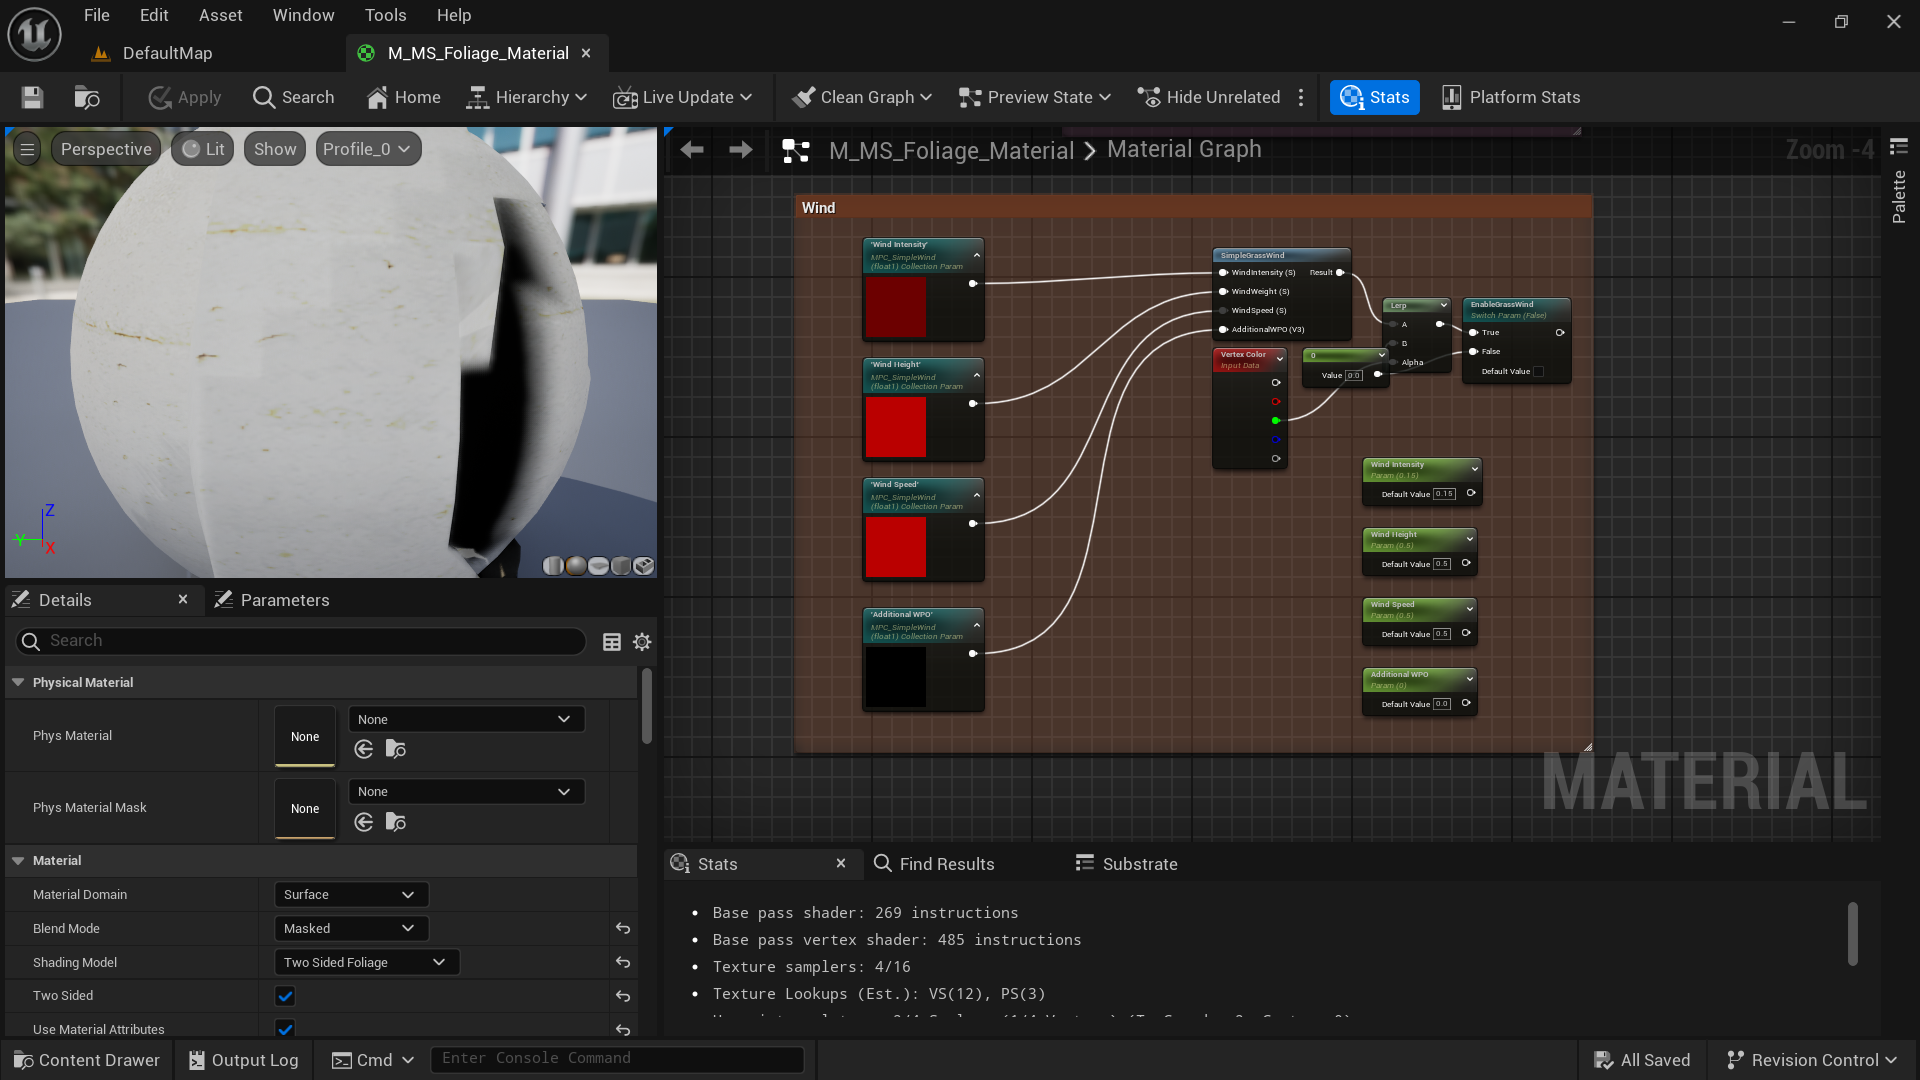 File Edit Asset Window Tools Help
DefaultMap
M_MS_Foliage_Material
Apply Search Home Hierarchy Live Update Clean Graph Preview State Hide Unrelated Stats Platform Stats
Perspective Lit Show Profile_0
M_MS_Foliage_Material Material Graph
Zoom -4
Palette
Wind
'Wind Intensity'
MPC_SimpleWind
(float1) Collection Param
'Wind Height'
MPC_SimpleWind
(float1) Collection Param
'Wind Speed'
MPC_SimpleWind
(float1) Collection Param
'Additional WPO'
MPC_SimpleWind
(float1) Collection Param
SimpleGrassWind
WindIntensity (S) Result
WindWeight (S)
WindSpeed (S)
AdditionalWPO (V3)
Vertex Color
Input Data
0
Value 0.0
Lerp
A
B
Alpha
EnableGrassWind
Switch Param (False)
True
False
Default Value
Wind Intensity
Param (0.15)
Default Value 0.15
Wind Height
Param (0.5)
Default Value 0.5
Wind Speed
Param (0.5)
Default Value 0.5
Additional WPO
Param (0)
Default Value 0.0
MATERIAL
Z
Y
X
Details Parameters
Search
Physical Material
Phys Material None None
Phys Material Mask None None
Material
Material Domain Surface
Blend Mode Masked
Shading Model Two Sided Foliage
Two Sided
Use Material Attributes
Stats Find Results Substrate
Base pass shader: 269 instructions
Base pass vertex shader: 485 instructions
Texture samplers: 4/16
Texture Lookups (Est.): VS(12), PS(3)
Content Drawer Output Log Cmd Enter Console Command All Saved Revision Control